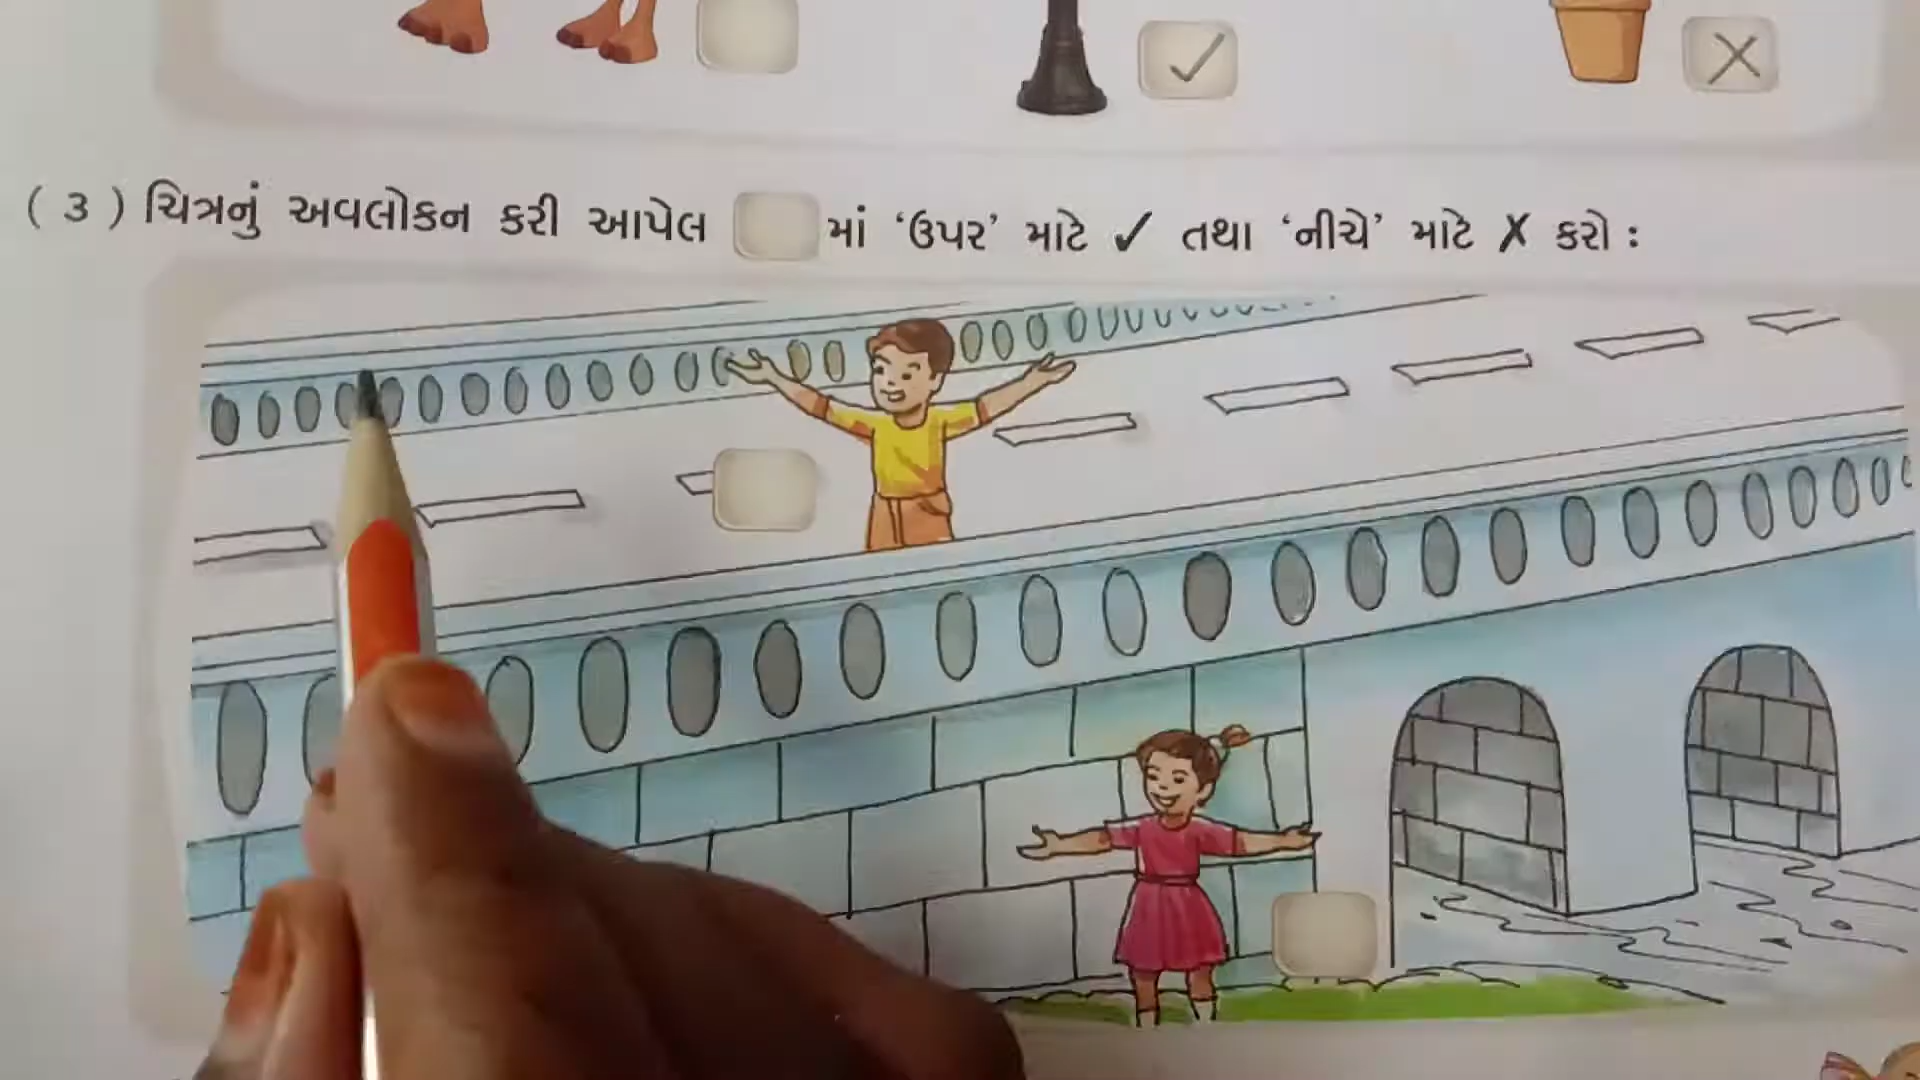 ( ૩ ) ચિત્રનું અવલોકન કરી આપેલ માં ‘ઉપર’ માટે ✓ તથા ‘નીચે’ માટે ✗ કરો :